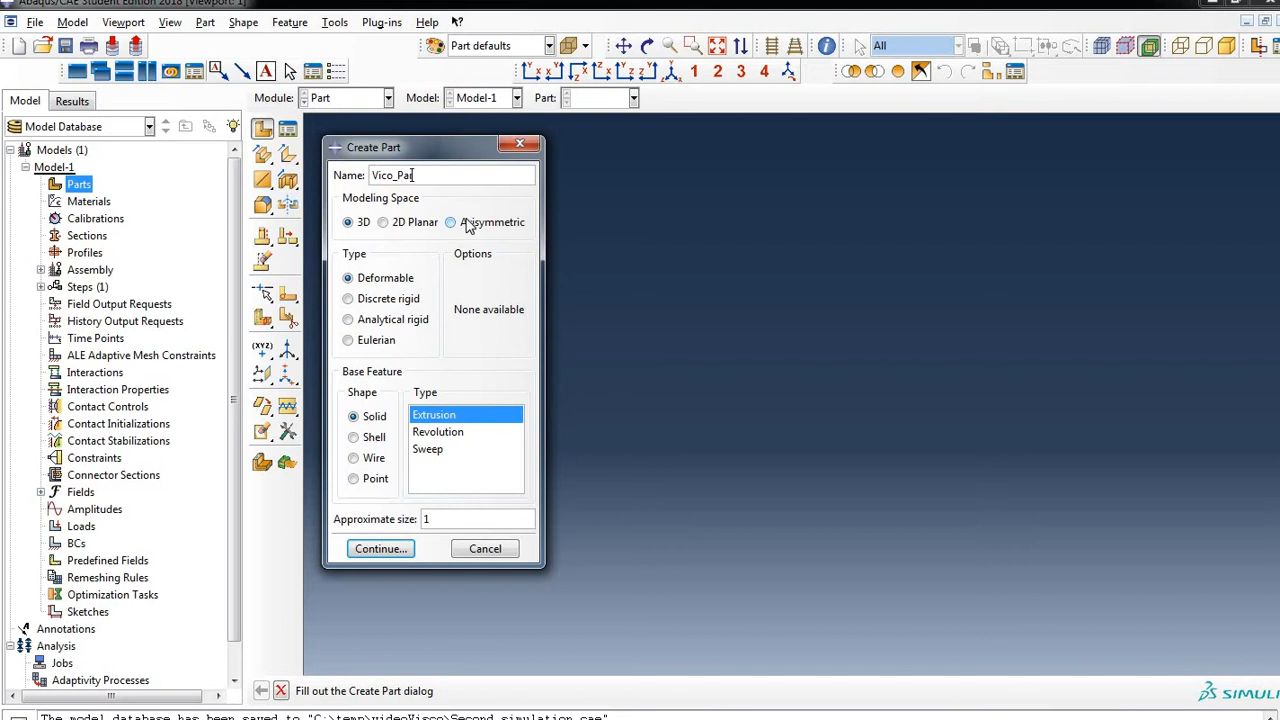 Abaqus/CAE Student Edition 2018 [Viewport: 1]
File Model Viewport View Part Shape Feature Tools Plug-ins Help
Part defaults All
A 1 2 3 4
Model Results Module: Part Model: Model-1 Part:
Model Database
Models (1)
Model-1
Parts
Materials
Calibrations
Sections
Profiles
Assembly
Steps (1)
Field Output Requests
History Output Requests
Time Points
ALE Adaptive Mesh Constraints
Interactions
Interaction Properties
Contact Controls
Contact Initializations
Contact Stabilizations
Constraints
Connector Sections
Fields
Amplitudes
Loads
BCs
Predefined Fields
Remeshing Rules
Optimization Tasks
Sketches
Annotations
Analysis
Jobs
Adaptivity Processes
(XYZ)
Create Part
Name: Vico_Par
Modeling Space
3D 2D Planar Axisymmetric
Type Options
Deformable
Discrete rigid
Analytical rigid
Eulerian
None available
Base Feature
Shape Type
Solid
Shell
Wire
Point
Extrusion
Revolution
Sweep
Approximate size: 1
Continue... Cancel
Fill out the Create Part dialog
SIMULI
The model database has been saved to "C:\temp\videoVisco\Second simulation.cae".